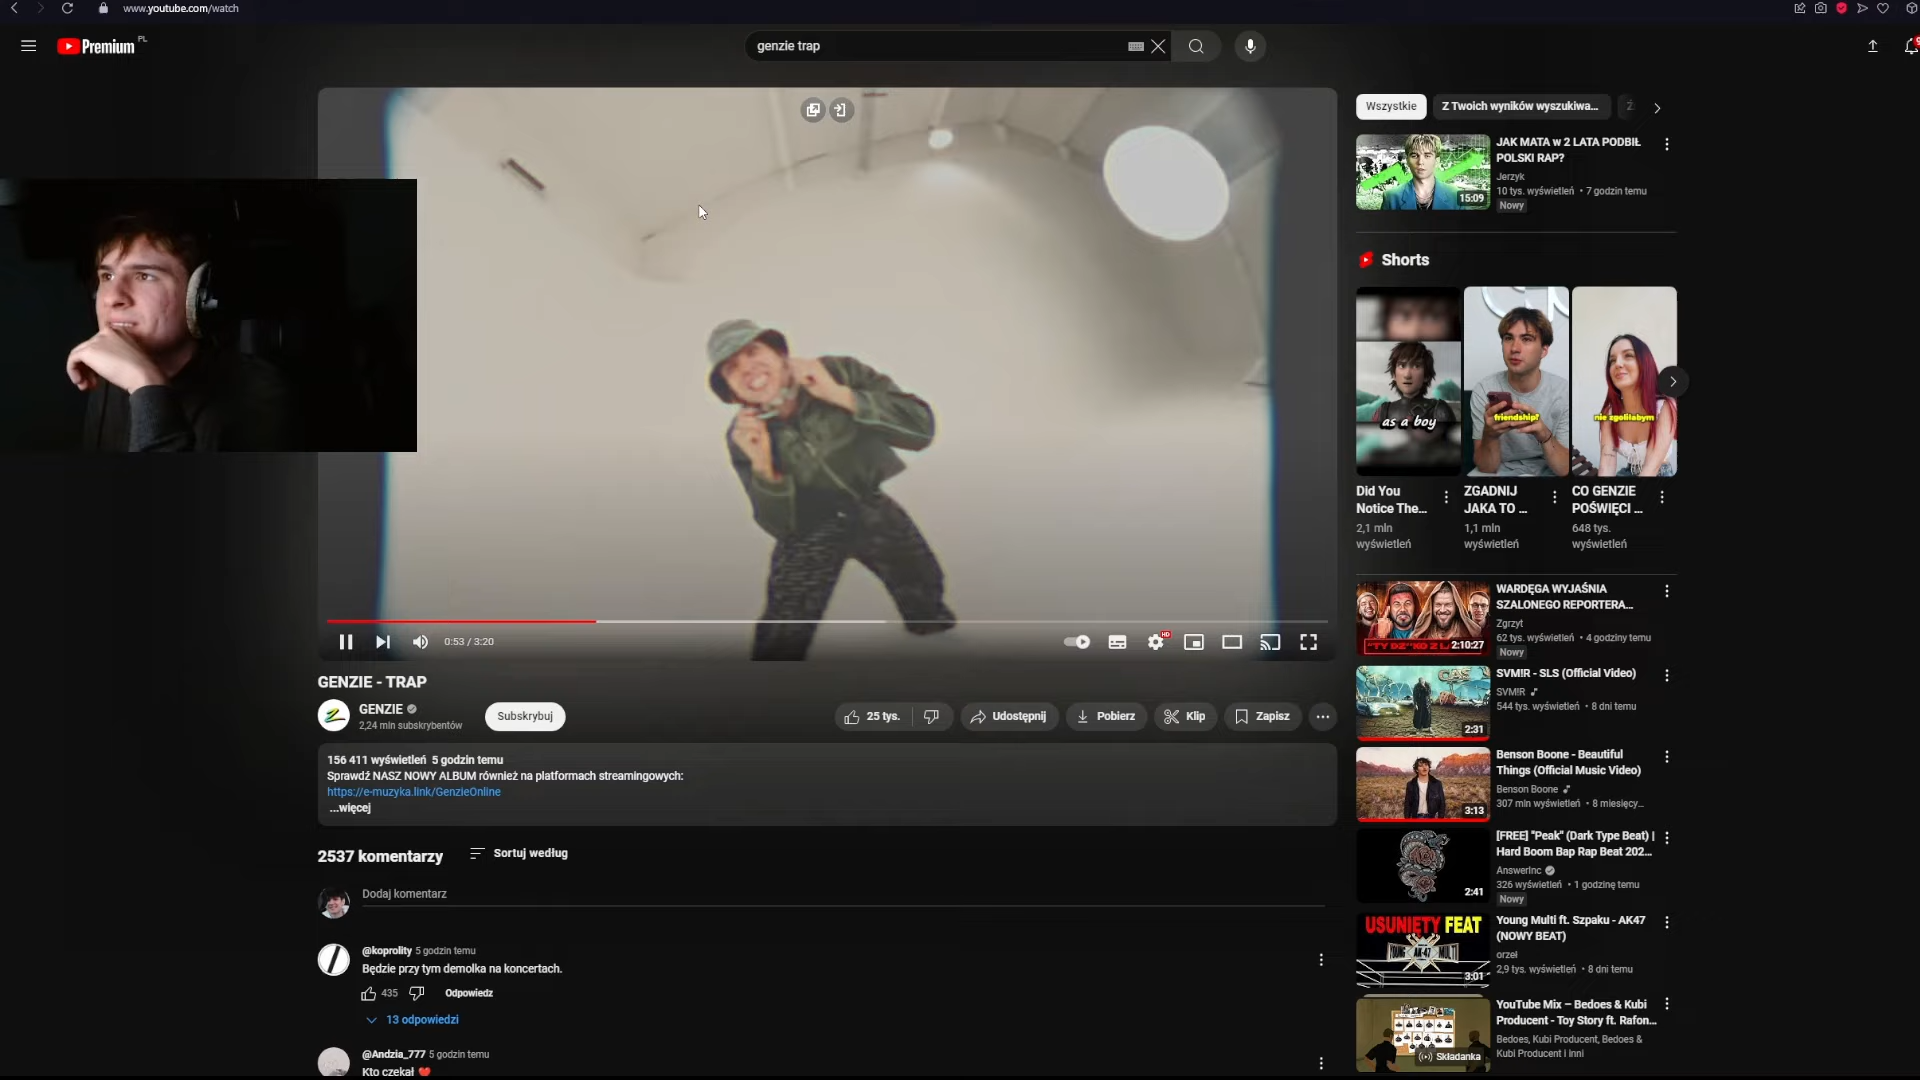 www.youtube.com/watch
Premium PL
genzie trap
0:53 / 3:20
GENZIE - TRAP
GENZIE
2,24 mln subskrybentów
Subskrybuj
25 tys.
Udostępnij
Pobierz
Klip
Zapisz
156 411 wyświetleń 5 godzin temu
Sprawdź NASZ NOWY ALBUM również na platformach streamingowych:
https://e-muzyka.link/GenzieOnline
...więcej
2537 komentarzy
Sortuj według
Dodaj komentarz
@koprolity 5 godzin temu
Będzie przy tym demolka na koncertach.
435
Odpowiedz
13 odpowiedzi
@Andzia_777 5 godzin temu
Kto czekał ❤️
Wszystkie
Z Twoich wyników wyszukiwa...
JAK MATA w 2 LATA PODBIŁ
POLSKI RAP?
Jerzyk
10 tys. wyświetleń • 7 godzin temu
Nowy
15:09
Shorts
as a boy
friendship?
nie zgoliłabym
Did You
Notice The...
2,1 mln
wyświetleń
ZGADNIJ
JAKA TO ...
1,1 mln
wyświetleń
CO GENZIE
POŚWIĘCI ...
648 tys.
wyświetleń
WARDĘGA WYJAŚNIA
SZALONEGO REPORTERA...
Zgrzyt
62 tys. wyświetleń • 4 godziny temu
Nowy
2:10:27
SVM!R - SLS (Official Video)
SVM!R
544 tys. wyświetleń • 8 dni temu
2:31
Benson Boone - Beautiful
Things (Official Music Video)
Benson Boone
307 mln wyświetleń • 8 miesięcy...
3:13
[FREE] "Peak" (Dark Type Beat) |
Hard Boom Bap Rap Beat 202...
AnswerInc
326 wyświetleń • 1 godzinę temu
Nowy
2:41
USUNIĘTY FEAT
Young Multi ft. Szpaku - AK47
(NOWY BEAT)
orzeł
2,9 tys. wyświetleń • 8 dni temu
3:01
YouTube Mix – Bedoes & Kubi
Producent - Toy Story ft. Rafon...
Bedoes, Kubi Producent, Bedoes &
Kubi Producent i inni
Składanka